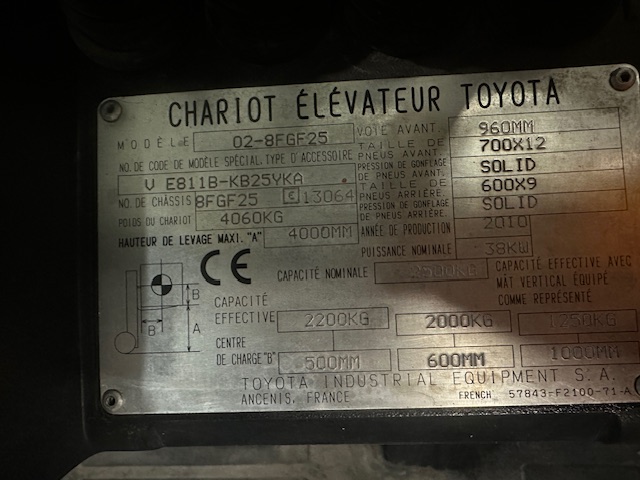 CHARIOT ÉLÉVATEUR TOYOTA
MODÈLE 02-8FGF25
NO. DE CODE DE MODÈLE SPÉCIAL. TYPE D'ACCESSOIRE
V E811B-KB25YKA .
NO. DE CHÂSSIS 8FGF25 E 13064
POIDS DU CHARIOT 4060KG
HAUTEUR DE LEVAGE MAXI. "A" 4000MM
VOIE AVANT. 960MM
TAILLE DE PNEUS AVANT. 700X12
PRESSION DE GONFLAGE DE PNEUS AVANT. SOLID
TAILLE DE PNEUS ARRIÈRE. 600X9
PRESSION DE GONFLAGE DE PNEUS ARRIÈRE. SOLID
ANNÉE DE PRODUCTION 2010
PUISSANCE NOMINALE 38KW
B
B
A
CE
CAPACITÉ NOMINALE 2500KG
CAPACITÉ EFFECTIVE AVEC
MÂT VERTICAL ÉQUIPÉ
COMME REPRÉSENTÉ
CAPACITÉ EFFECTIVE 2200KG 2000KG 1250KG
CENTRE DE CHARGE "B" 500MM 600MM 1000MM
TOYOTA INDUSTRIAL EQUIPMENT S.A.
ANCENIS, FRANCE FRENCH 57843-F2100-71-A